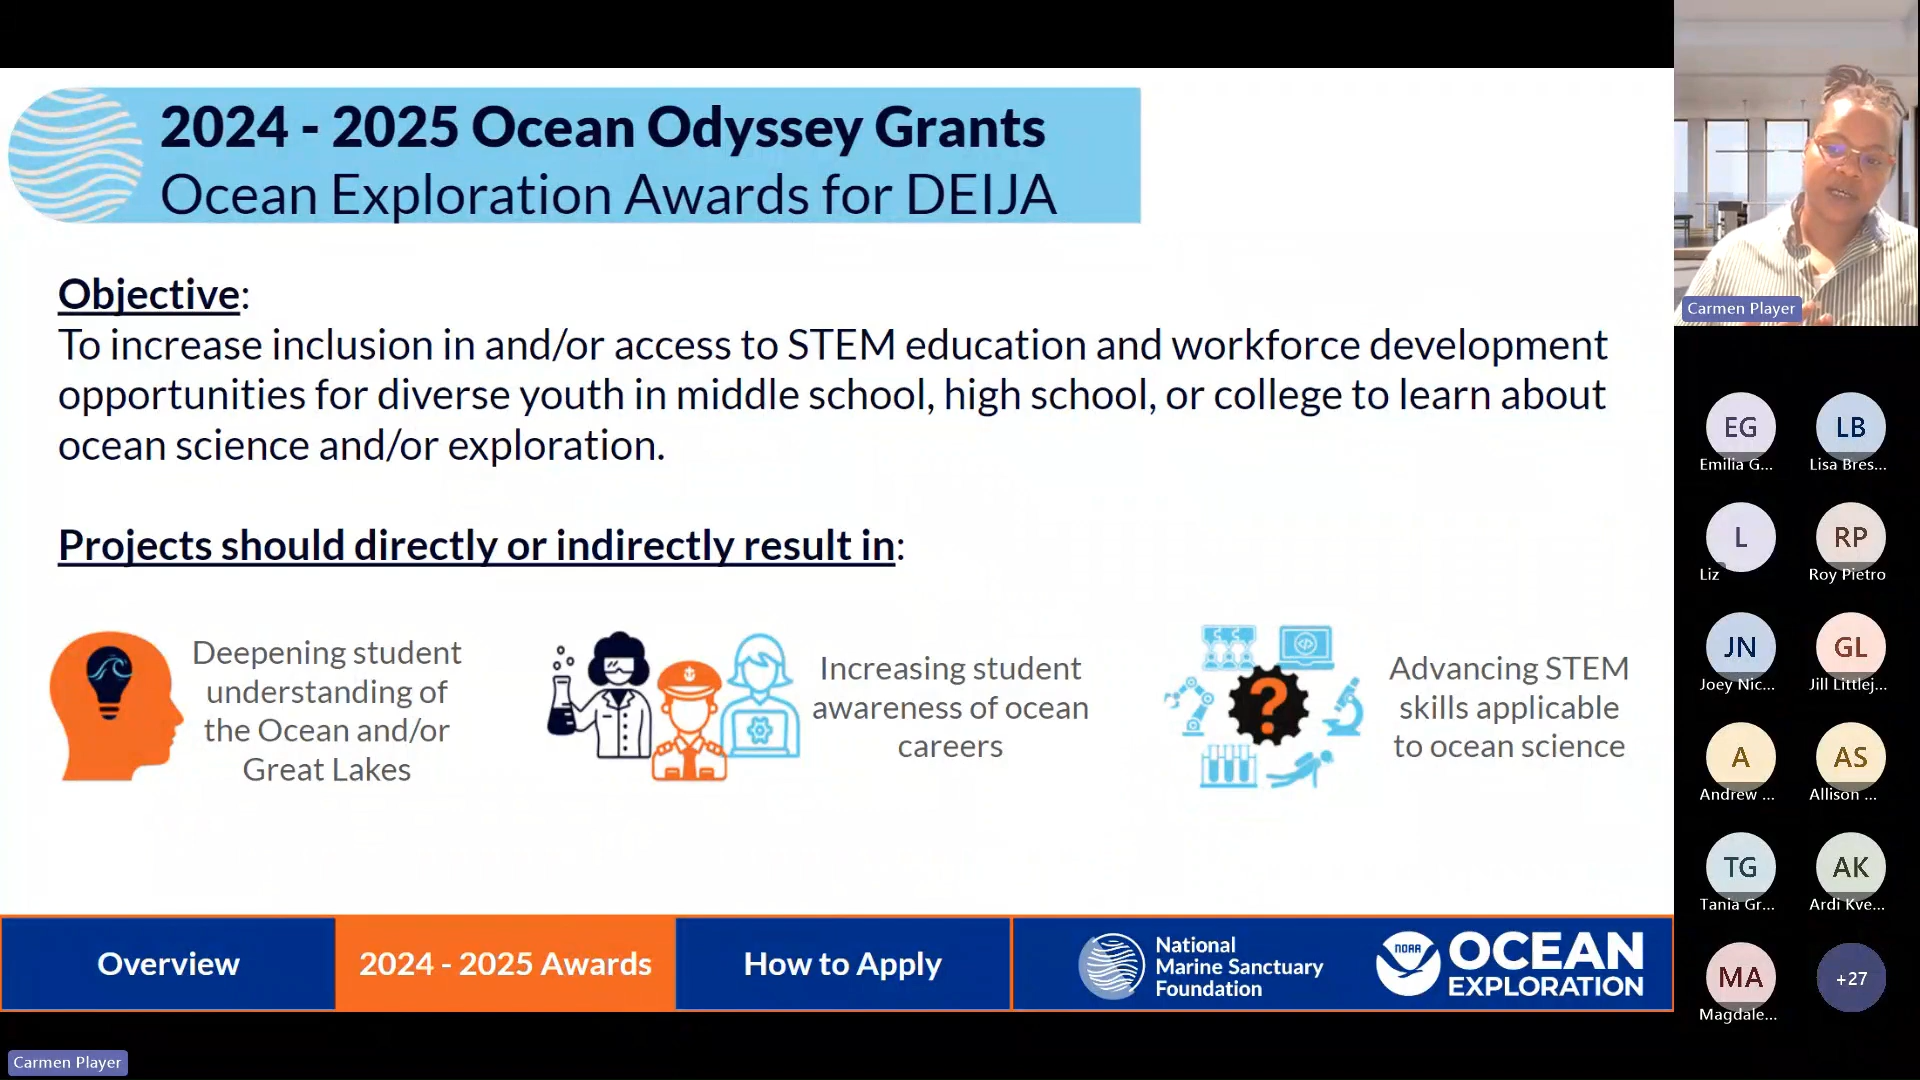 2024 - 2025 Ocean Odyssey Grants
Ocean Exploration Awards for DEIJA
Objective:
To increase inclusion in and/or access to STEM education and workforce development
opportunities for diverse youth in middle school, high school, or college to learn about
ocean science and/or exploration.
Projects should directly or indirectly result in:
Deepening student
understanding of
the Ocean and/or
Great Lakes
Increasing student
awareness of ocean
careers
Advancing STEM
skills applicable
to ocean science
?
Overview
2024 - 2025 Awards
How to Apply
National
Marine Sanctuary
Foundation
NOAA
OCEAN
EXPLORATION
Carmen Player
Carmen Player
EG
Emilia G...
LB
Lisa Bres...
L
Liz
RP
Roy Pietro
JN
Joey Nic...
GL
Jill Littlej...
A
Andrew ...
AS
Allison ...
TG
Tania Gr...
AK
Ardi Kve...
MA
Magdale...
+27